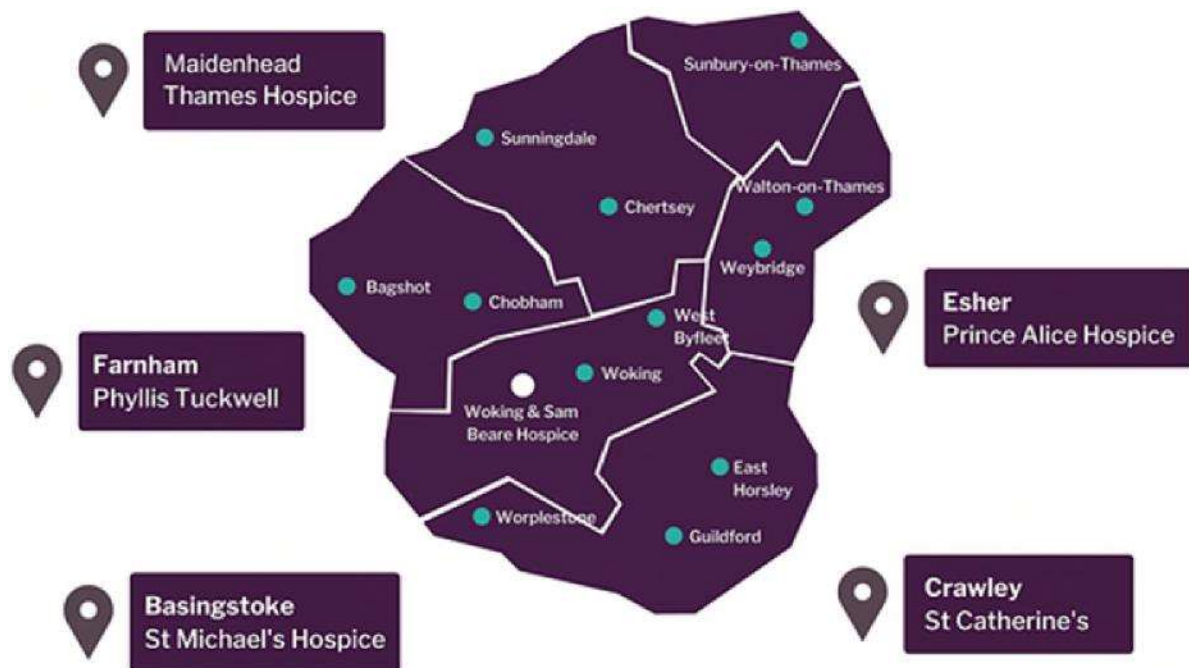 Maidenhead
Thames Hospice
Sunbury-on-Thames
Sunningdale
Walton-on-Thames
Chertsey
Weybridge
Bagshot
Chobham
West
Byfleet
Esher
Prince Alice Hospice
Farnham
Phyllis Tuckwell
Woking
Woking & Sam
Beare Hospice
East
Horsley
Worplestone
Guildford
Basingstoke
St Michael's Hospice
Crawley
St Catherine's